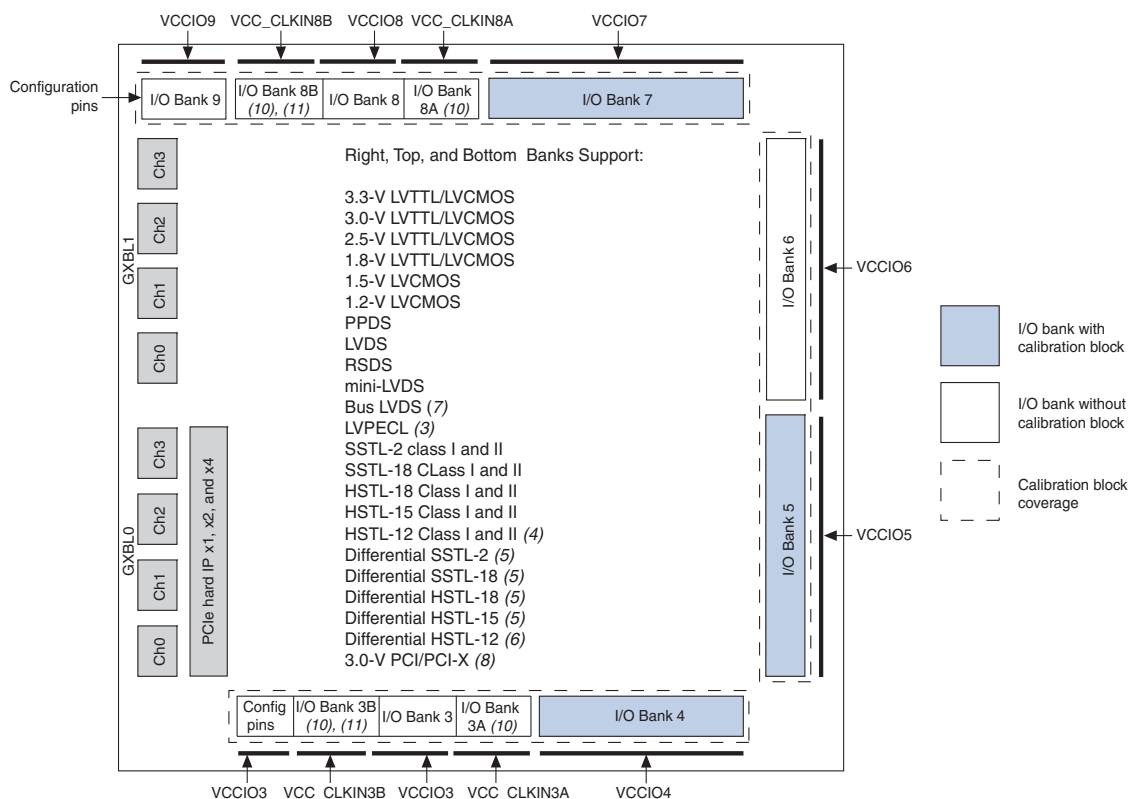 VCCIO9
VCC_CLKIN8B
VCCIO8
VCC_CLKIN8A
VCCIO7
Configuration
pins
I/O Bank 9
I/O Bank 8B
(10), (11)
I/O Bank 8
I/O Bank
8A (10)
I/O Bank 7
Ch3
Ch2
Ch1
Ch0
GXBL1
Ch3
Ch2
Ch1
Ch0
GXBL0
PCIe hard IP x1, x2, and x4
Right, Top, and Bottom Banks Support:
3.3-V LVTTL/LVCMOS
3.0-V LVTTL/LVCMOS
2.5-V LVTTL/LVCMOS
1.8-V LVTTL/LVCMOS
1.5-V LVCMOS
1.2-V LVCMOS
PPDS
LVDS
RSDS
mini-LVDS
Bus LVDS (7)
LVPECL (3)
SSTL-2 class I and II
SSTL-18 CLass I and II
HSTL-18 Class I and II
HSTL-15 Class I and II
HSTL-12 Class I and II (4)
Differential SSTL-2 (5)
Differential SSTL-18 (5)
Differential HSTL-18 (5)
Differential HSTL-15 (5)
Differential HSTL-12 (6)
3.0-V PCI/PCI-X (8)
I/O Bank 6
VCCIO6
I/O Bank 5
VCCIO5
I/O bank with
calibration block
I/O bank without
calibration block
Calibration block
coverage
Config
pins
I/O Bank 3B
(10), (11)
I/O Bank 3
I/O Bank
3A (10)
I/O Bank 4
VCCIO3
VCC_CLKIN3B
VCCIO3
VCC_CLKIN3A
VCCIO4